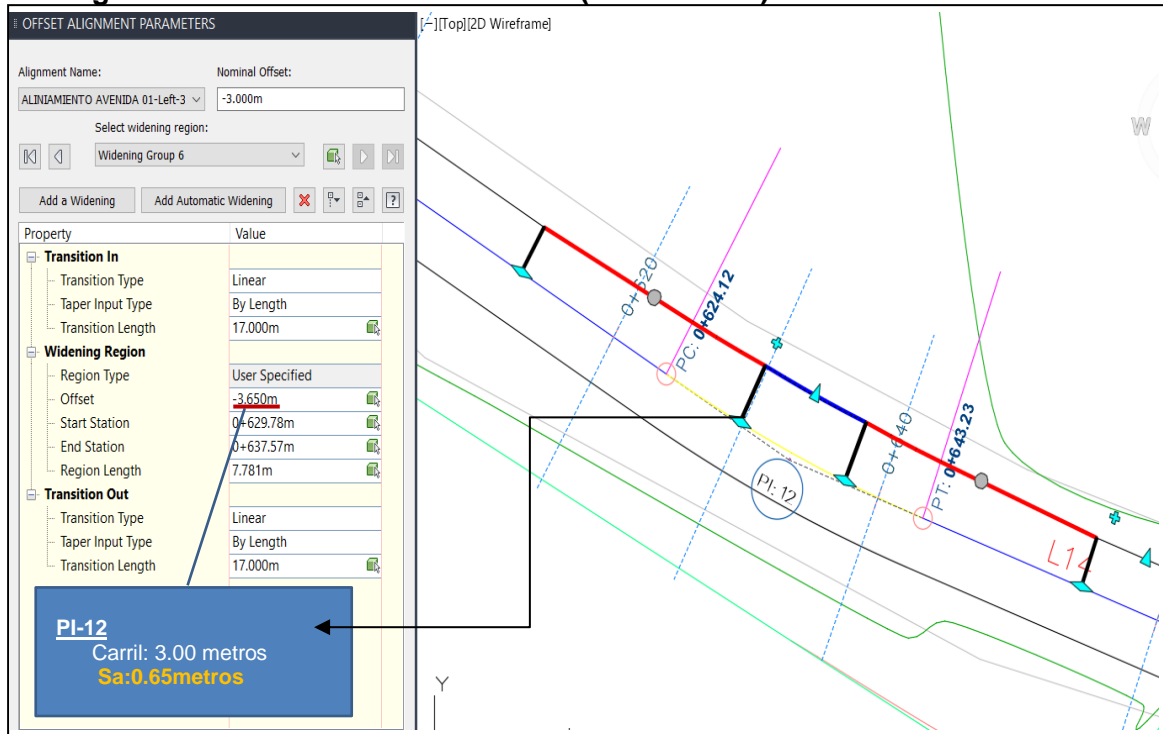 OFFSET ALIGNMENT PARAMETERS
[-][Top][2D Wireframe]
Alignment Name:
Nominal Offset:
ALINIAMIENTO AVENIDA 01-Left-3
-3.000m
Select widening region:
Widening Group 6
Add a Widening
Add Automatic Widening
?
Property
Value
Transition In
Transition Type
Linear
Taper Input Type
By Length
Transition Length
17.000m
Widening Region
Region Type
User Specified
Offset
-3.650m
Start Station
0+629.78m
End Station
0+637.57m
Region Length
7.781m
Transition Out
Transition Type
Linear
Taper Input Type
By Length
Transition Length
17.000m
PI-12
Carril: 3.00 metros
Sa:0.65metros
0+620
PC: 0+624.12
PI: 12
0+640
PT: 0+643.23
L14
W
Y